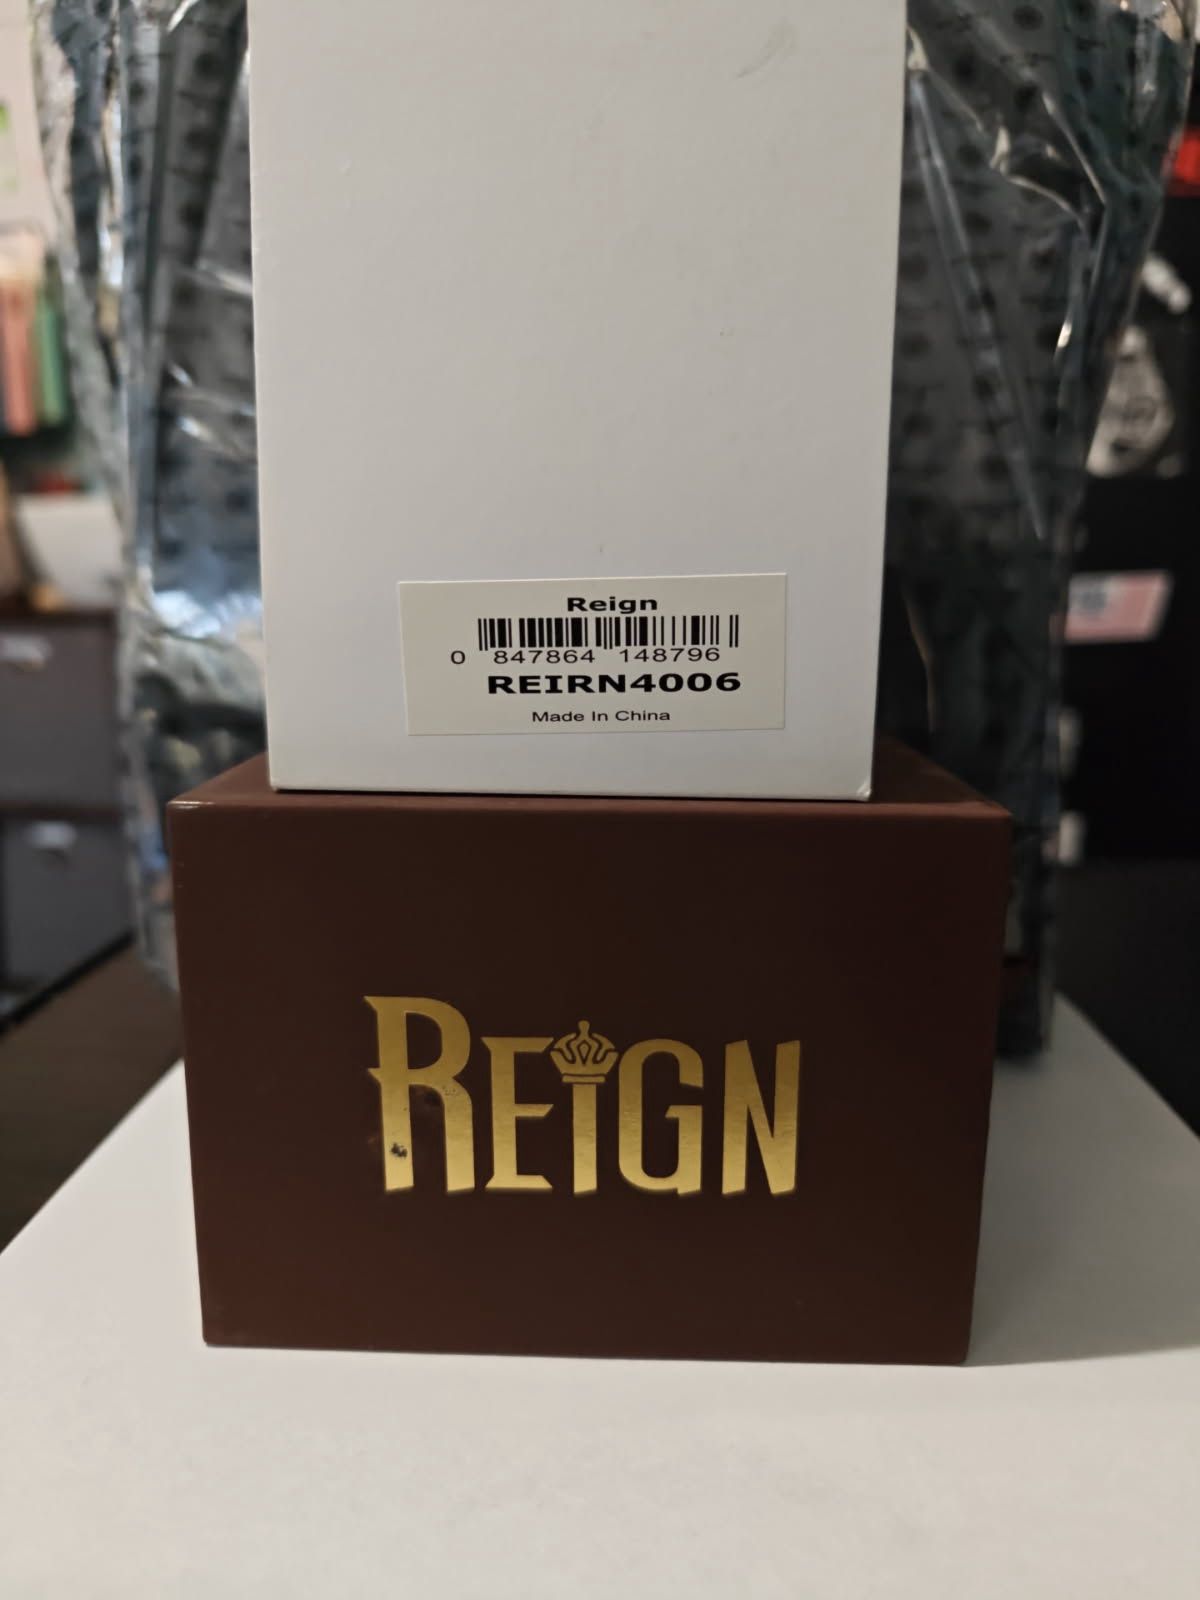 Reign
0 847864 148796
REIRN4006
Made In China
REIGN